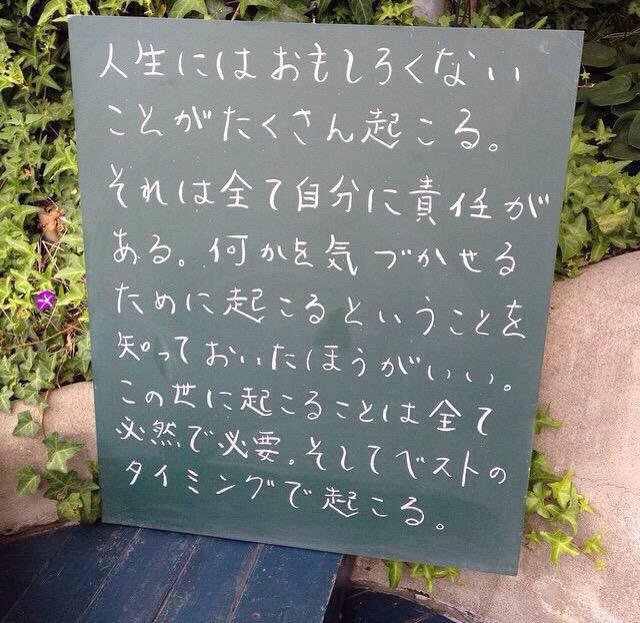 人生にはおもしろくない
ことがたくさん起こる。
それは全て自分に責任が
ある。何かを気づかせる
ために起こるということを
知っておいたほうがいい。
この世に起こることは全て
必然で必要。そしてベストの
タイミングで起こる。